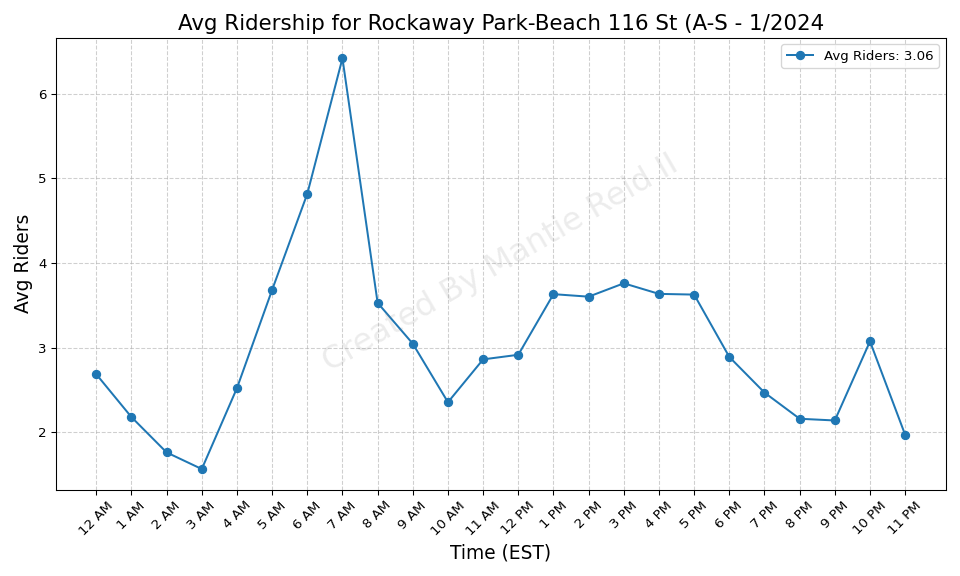 Avg Ridership for Rockaway Park-Beach 116 St (A-S - 1/2024
Avg Riders: 3.06
6
5
4
3
2
Avg Riders
Created By Mantie Reid II
12 AM
1 AM
2 AM
3 AM
4 AM
5 AM
6 AM
7 AM
8 AM
9 AM
10 AM
11 AM
12 PM
1 PM
2 PM
3 PM
4 PM
5 PM
6 PM
7 PM
8 PM
9 PM
10 PM
11 PM
Time (EST)